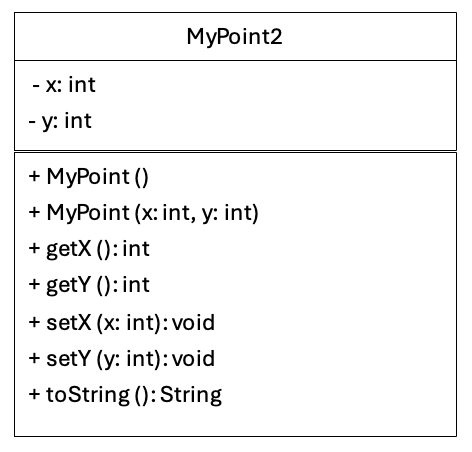 MyPoint2
- x: int
- y: int
+ MyPoint ()
+ MyPoint (x: int, y: int)
+ getX (): int
+ getY (): int
+ setX (x: int): void
+ setY (y: int): void
+ toString (): String